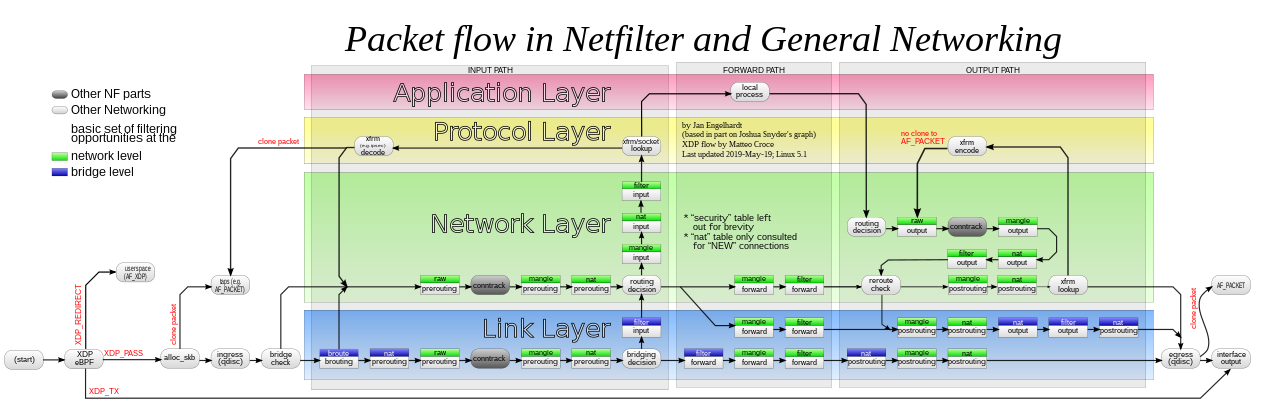 Packet flow in Netfilter and General Networking
INPUT PATH
FORWARD PATH
OUTPUT PATH
Other NF parts
Other Networking
basic set of filtering
opportunities at the
network level
bridge level
Application Layer
local
process
Protocol Layer
xfrm
(e.g. ipsec)
decode
clone packet
xfrm/socket
lookup
by Jan Engelhardt
(based in part on Joshua Snyder's graph)
XDP flow by Matteo Croce
Last updated 2019-May-19; Linux 5.1
no clone to
AF_PACKET
xfrm
encode
Network Layer
filter
input
nat
input
mangle
input
* "security" table left
out for brevity
* "nat" table only consulted
for "NEW" connections
routing
decision
raw
output
conntrack
mangle
output
filter
output
nat
output
userspace
(AF_XDP)
taps (e.g.
AF_PACKET)
raw
prerouting
conntrack
mangle
prerouting
nat
prerouting
routing
decision
mangle
forward
filter
forward
reroute
check
mangle
postrouting
nat
postrouting
xfrm
lookup
AF_PACKET
XDP_REDIRECT
clone packet
clone packet
Link Layer
filter
input
mangle
forward
filter
forward
mangle
postrouting
nat
postrouting
nat
output
filter
output
nat
postrouting
(start)
XDP
eBPF
XDP_PASS
alloc_skb
ingress
(qdisc)
bridge
check
broute
brouting
nat
prerouting
raw
prerouting
conntrack
mangle
prerouting
nat
prerouting
bridging
decision
filter
forward
mangle
forward
filter
forward
nat
postrouting
mangle
postrouting
nat
postrouting
egress
(qdisc)
interface
output
XDP_TX